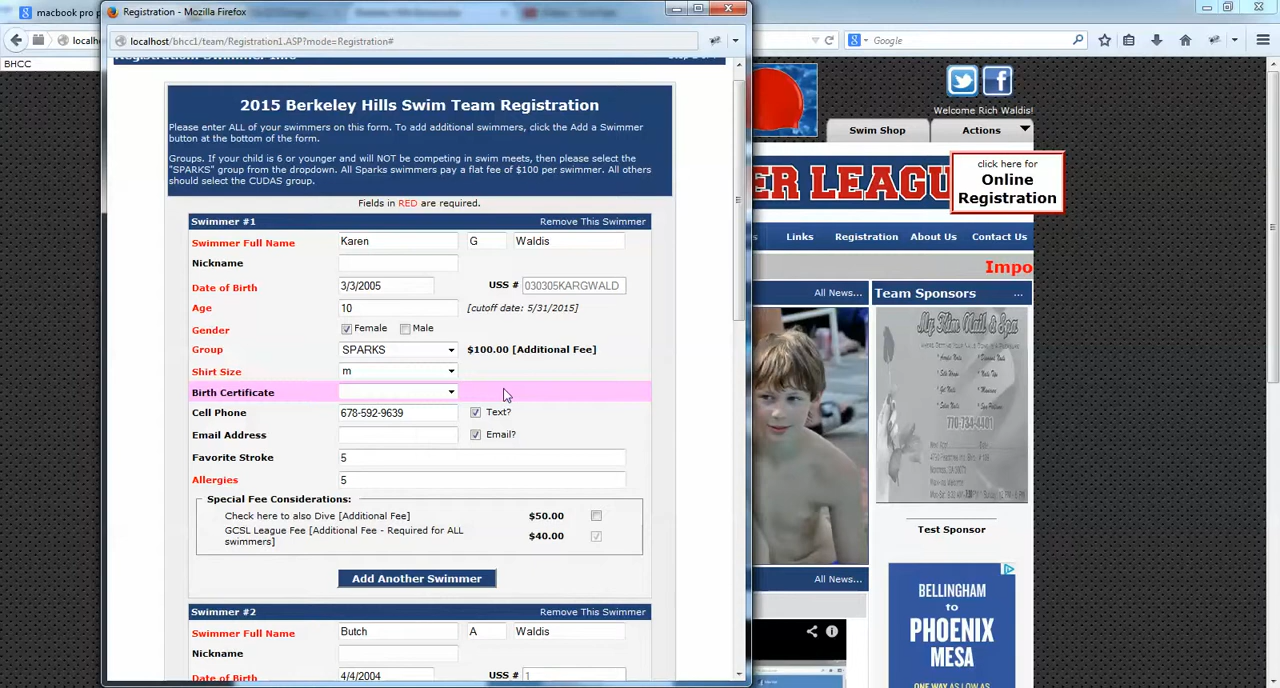 macbook pro p
Registration - Mozilla Firefox
localhost/bhcc1/team/Registration1.ASP?mode=Registration#
Google
BHCC
Welcome Rich Waldis!
Swim Shop
Actions
ER LEAGU
click here for
Online
Registration
Links
Registration
About Us
Contact Us
Impo
All News...
Team Sponsors
...
2015 Berkeley Hills Swim Team Registration
Please enter ALL of your swimmers on this form. To add additional swimmers, click the Add a Swimmer
button at the bottom of the form.
Groups. If your child is 6 or younger and will NOT be competing in swim meets, then please select the
"SPARKS" group from the dropdown. All Sparks swimmers pay a flat fee of $100 per swimmer. All others
should select the CUDAS group.
Fields in RED are required.
Swimmer #1 Remove This Swimmer
Swimmer Full Name Karen G Waldis
Nickname
Date of Birth 3/3/2005 USS # 030305KARGWALD
Age 10 [cutoff date: 5/31/2015]
Gender Female Male
Group SPARKS $100.00 [Additional Fee]
Shirt Size m
Birth Certificate
Cell Phone 678-592-9639 Text?
Email Address Email?
Favorite Stroke 5
Allergies 5
Special Fee Considerations:
Check here to also Dive [Additional Fee] $50.00
GCSL League Fee [Additional Fee - Required for ALL
swimmers] $40.00
Add Another Swimmer
Swimmer #2 Remove This Swimmer
Swimmer Full Name Butch A Waldis
Nickname
4/4/2004 USS # 1
770-734-4401
Test Sponsor
All News...
BELLINGHAM
to
PHOENIX
MESA